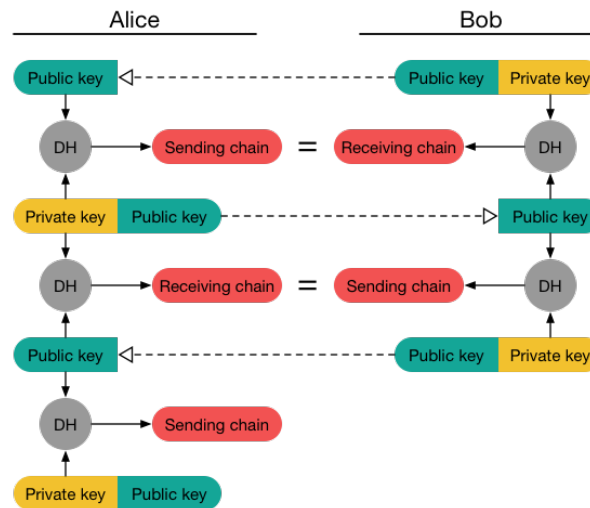 Alice Bob
Public key Public key Private key
DH Sending chain = Receiving chain DH
Private key Public key Public key
DH Receiving chain = Sending chain DH
Public key Public key Private key
DH Sending chain
Private key Public key